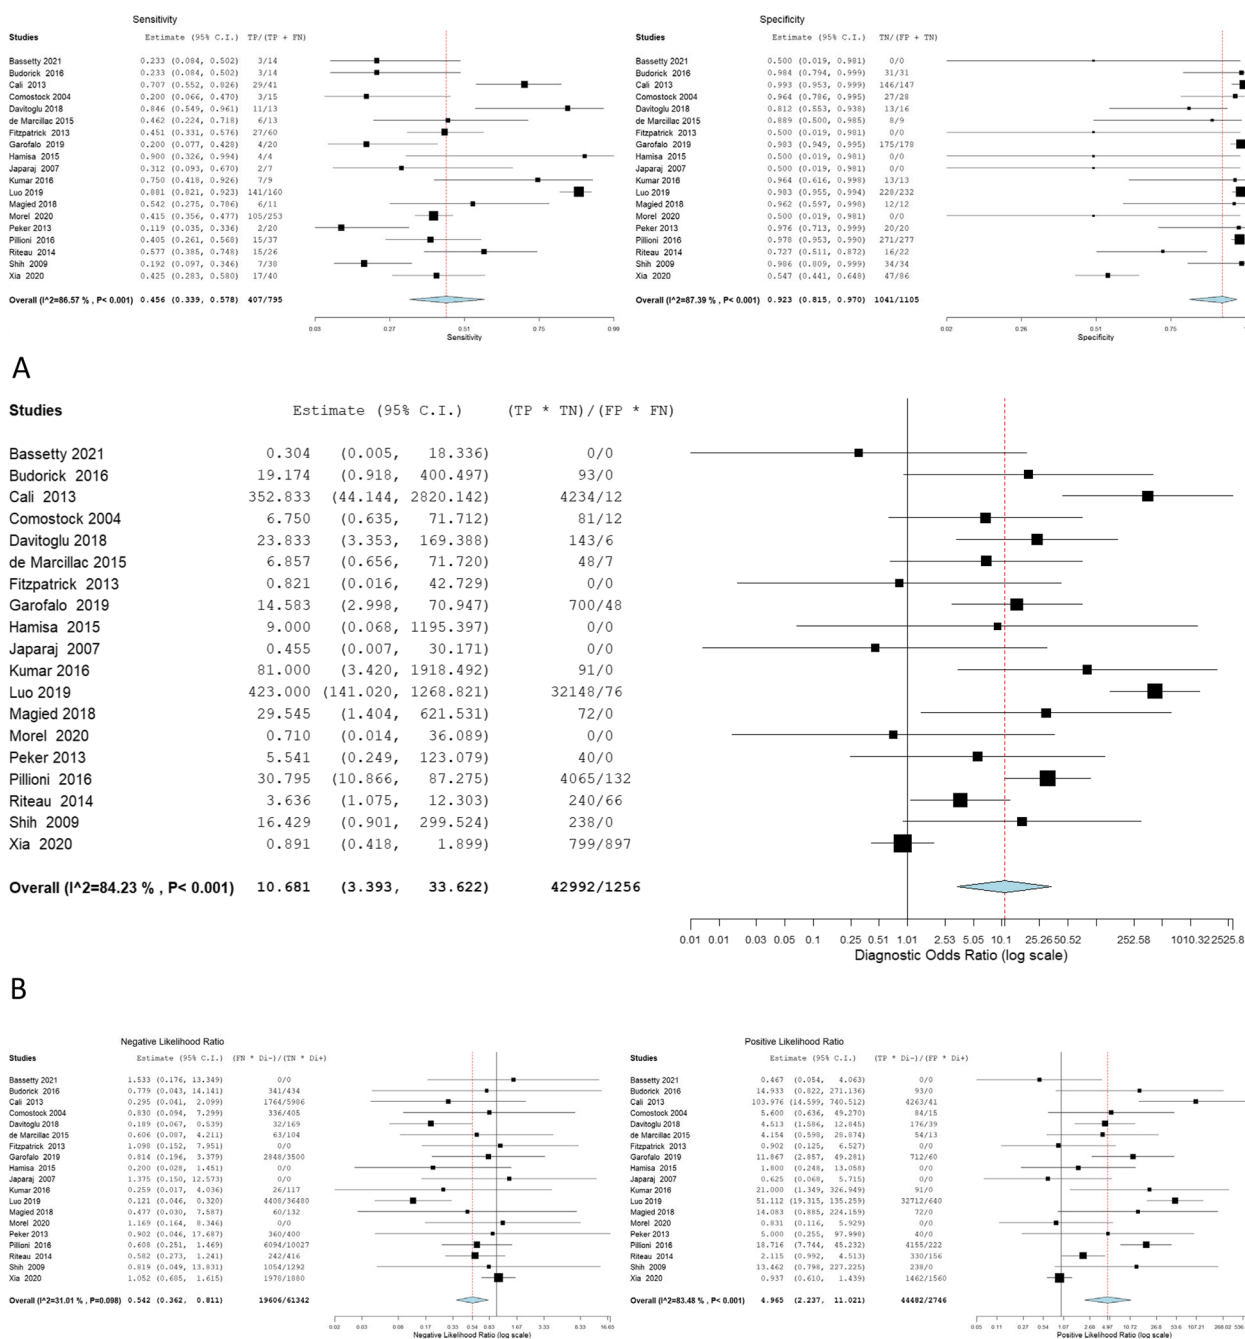 Sensitivity
Studies Estimate (95% C.I.) TP/(TP + FN)
Bassetty 2021 0.233 (0.084, 0.502) 3/14
Budorick 2016 0.233 (0.084, 0.502) 3/14
Cali 2013 0.707 (0.552, 0.826) 29/41
Comostock 2004 0.200 (0.066, 0.470) 3/15
Davitoglu 2018 0.846 (0.549, 0.961) 11/13
de Marcillac 2015 0.462 (0.224, 0.718) 6/13
Fitzpatrick 2013 0.451 (0.331, 0.576) 27/60
Garofalo 2019 0.200 (0.077, 0.428) 4/20
Hamisa 2015 0.900 (0.326, 0.994) 4/4
Japaraj 2007 0.312 (0.093, 0.670) 2/7
Kumar 2016 0.750 (0.418, 0.926) 7/9
Luo 2019 0.881 (0.821, 0.923) 141/160
Magied 2018 0.542 (0.275, 0.786) 6/11
Morel 2020 0.415 (0.356, 0.477) 105/253
Peker 2013 0.119 (0.035, 0.336) 2/20
Pillioni 2016 0.405 (0.261, 0.568) 15/37
Riteau 2014 0.577 (0.385, 0.748) 15/26
Shih 2009 0.192 (0.097, 0.346) 7/38
Xia 2020 0.425 (0.283, 0.580) 17/40
Overall (I^2=86.57 % , P< 0.001) 0.456 (0.339, 0.578) 407/795
0.03 0.27 0.51 0.75 0.99
Sensitivity
Specificity
Studies Estimate (95% C.I.) TN/(FP + TN)
Bassetty 2021 0.500 (0.019, 0.981) 0/0
Budorick 2016 0.984 (0.794, 0.999) 31/31
Cali 2013 0.993 (0.953, 0.999) 146/147
Comostock 2004 0.964 (0.786, 0.995) 27/28
Davitoglu 2018 0.812 (0.553, 0.938) 13/16
de Marcillac 2015 0.889 (0.500, 0.985) 8/9
Fitzpatrick 2013 0.500 (0.019, 0.981) 0/0
Garofalo 2019 0.983 (0.949, 0.995) 175/178
Hamisa 2015 0.500 (0.019, 0.981) 0/0
Japaraj 2007 0.500 (0.019, 0.981) 0/0
Kumar 2016 0.964 (0.616, 0.998) 13/13
Luo 2019 0.983 (0.955, 0.994) 228/232
Magied 2018 0.962 (0.597, 0.998) 12/12
Morel 2020 0.500 (0.019, 0.981) 0/0
Peker 2013 0.976 (0.713, 0.999) 20/20
Pillioni 2016 0.978 (0.953, 0.990) 271/277
Riteau 2014 0.727 (0.511, 0.872) 16/22
Shih 2009 0.986 (0.809, 0.999) 34/34
Xia 2020 0.547 (0.441, 0.648) 47/86
Overall (I^2=87.39 % , P< 0.001) 0.923 (0.815, 0.970) 1041/1105
0.02 0.26 0.51 0.75 1
Specificity
A
Studies Estimate (95% C.I.) (TP * TN)/(FP * FN)
Bassetty 2021 0.304 (0.005, 18.336) 0/0
Budorick 2016 19.174 (0.918, 400.497) 93/0
Cali 2013 352.833 (44.144, 2820.142) 4234/12
Comostock 2004 6.750 (0.635, 71.712) 81/12
Davitoglu 2018 23.833 (3.353, 169.388) 143/6
de Marcillac 2015 6.857 (0.656, 71.720) 48/7
Fitzpatrick 2013 0.821 (0.016, 42.729) 0/0
Garofalo 2019 14.583 (2.998, 70.947) 700/48
Hamisa 2015 9.000 (0.068, 1195.397) 0/0
Japaraj 2007 0.455 (0.007, 30.171) 0/0
Kumar 2016 81.000 (3.420, 1918.492) 91/0
Luo 2019 423.000 (141.020, 1268.821) 32148/76
Magied 2018 29.545 (1.404, 621.531) 72/0
Morel 2020 0.710 (0.014, 36.089) 0/0
Peker 2013 5.541 (0.249, 123.079) 40/0
Pillioni 2016 30.795 (10.866, 87.275) 4065/132
Riteau 2014 3.636 (1.075, 12.303) 240/66
Shih 2009 16.429 (0.901, 299.524) 238/0
Xia 2020 0.891 (0.418, 1.899) 799/897
Overall (I^2=84.23 % , P< 0.001) 10.681 (3.393, 33.622) 42992/1256
0.01 0.01 0.03 0.05 0.1 0.25 0.51 1.01 2.53 5.05 10.1 25.26 50.52 252.58 1010.32 2525.8
Diagnostic Odds Ratio (log scale)
B
Negative Likelihood Ratio
Studies Estimate (95% C.I.) (FN * Di-)/(TN * Di+)
Bassetty 2021 1.533 (0.176, 13.349) 0/0
Budorick 2016 0.779 (0.043, 14.141) 341/434
Cali 2013 0.295 (0.041, 2.099) 1764/5986
Comostock 2004 0.830 (0.094, 7.299) 336/405
Davitoglu 2018 0.189 (0.067, 0.539) 32/169
de Marcillac 2015 0.606 (0.087, 4.211) 63/104
Fitzpatrick 2013 1.098 (0.152, 7.951) 0/0
Garofalo 2019 0.814 (0.196, 3.379) 2848/3500
Hamisa 2015 0.200 (0.028, 1.451) 0/0
Japaraj 2007 1.375 (0.150, 12.573) 0/0
Kumar 2016 0.259 (0.017, 4.036) 26/117
Luo 2019 0.121 (0.046, 0.320) 4408/36480
Magied 2018 0.477 (0.030, 7.587) 60/132
Morel 2020 1.169 (0.164, 8.346) 0/0
Peker 2013 0.902 (0.046, 17.687) 360/400
Pillioni 2016 0.608 (0.251, 1.469) 6094/10027
Riteau 2014 0.582 (0.273, 1.241) 242/416
Shih 2009 0.819 (0.049, 13.831) 1054/1292
Xia 2020 1.052 (0.685, 1.615) 1978/1880
Overall (I^2=31.01 % , P=0.098) 0.542 (0.362, 0.811) 19606/61342
0.02 0.03 0.08 0.17 0.33 0.54 0.83 1.67 3.33 8.33 16.65
Negative Likelihood Ratio (log scale)
Positive Likelihood Ratio
Studies Estimate (95% C.I.) (TP * Di-)/(FP * Di+)
Bassetty 2021 0.467 (0.054, 4.063) 0/0
Budorick 2016 14.933 (0.822, 271.136) 93/0
Cali 2013 103.976 (14.599, 740.512) 4263/41
Comostock 2004 5.600 (0.636, 49.270) 84/15
Davitoglu 2018 4.513 (1.586, 12.845) 176/39
de Marcillac 2015 4.154 (0.598, 28.874) 54/13
Fitzpatrick 2013 0.902 (0.125, 6.527) 0/0
Garofalo 2019 11.867 (2.857, 49.281) 712/60
Hamisa 2015 1.800 (0.248, 13.058) 0/0
Japaraj 2007 0.625 (0.068, 5.715) 0/0
Kumar 2016 21.000 (1.349, 326.949) 91/0
Luo 2019 51.112 (19.315, 135.259) 32712/640
Magied 2018 14.083 (0.885, 224.159) 72/0
Morel 2020 0.831 (0.116, 5.929) 0/0
Peker 2013 5.000 (0.255, 97.998) 40/0
Pillioni 2016 18.716 (7.744, 45.232) 4155/222
Riteau 2014 2.115 (0.992, 4.513) 330/156
Shih 2009 13.462 (0.798, 227.225) 238/0
Xia 2020 0.937 (0.610, 1.439) 1462/1560
Overall (I^2=83.48 % , P< 0.001) 4.965 (2.237, 11.021) 44482/2746
0.05 0.11 0.27 0.54 1.07 2.68 4.97 10.72 26.8 53.6 107.21 268.02 536.
Positive Likelihood Ratio (log scale)